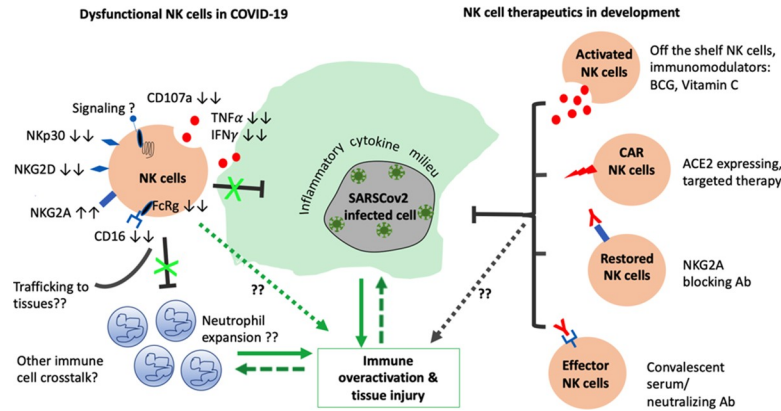 Dysfunctional NK cells in COVID-19
NK cell therapeutics in development
Signaling ?
CD107a ↓↓
TNFα ↓↓
IFNγ ↓↓
NKp30 ↓↓
NKG2D ↓↓
NK cells
NKG2A ↑↑
FcRg ↓↓
CD16 ↓↓
Trafficking to
tissues??
Neutrophil
expansion ??
Other immune
cell crosstalk?
Inflammatory cytokine milieu
SARSCov2
infected cell
??
Immune
overactivation &
tissue injury
??
Activated
NK cells
Off the shelf NK cells,
immunomodulators:
BCG, Vitamin C
CAR
NK cells
ACE2 expressing,
targeted therapy
Restored
NK cells
NKG2A
blocking Ab
Effector
NK cells
Convalescent
serum/
neutralizing Ab